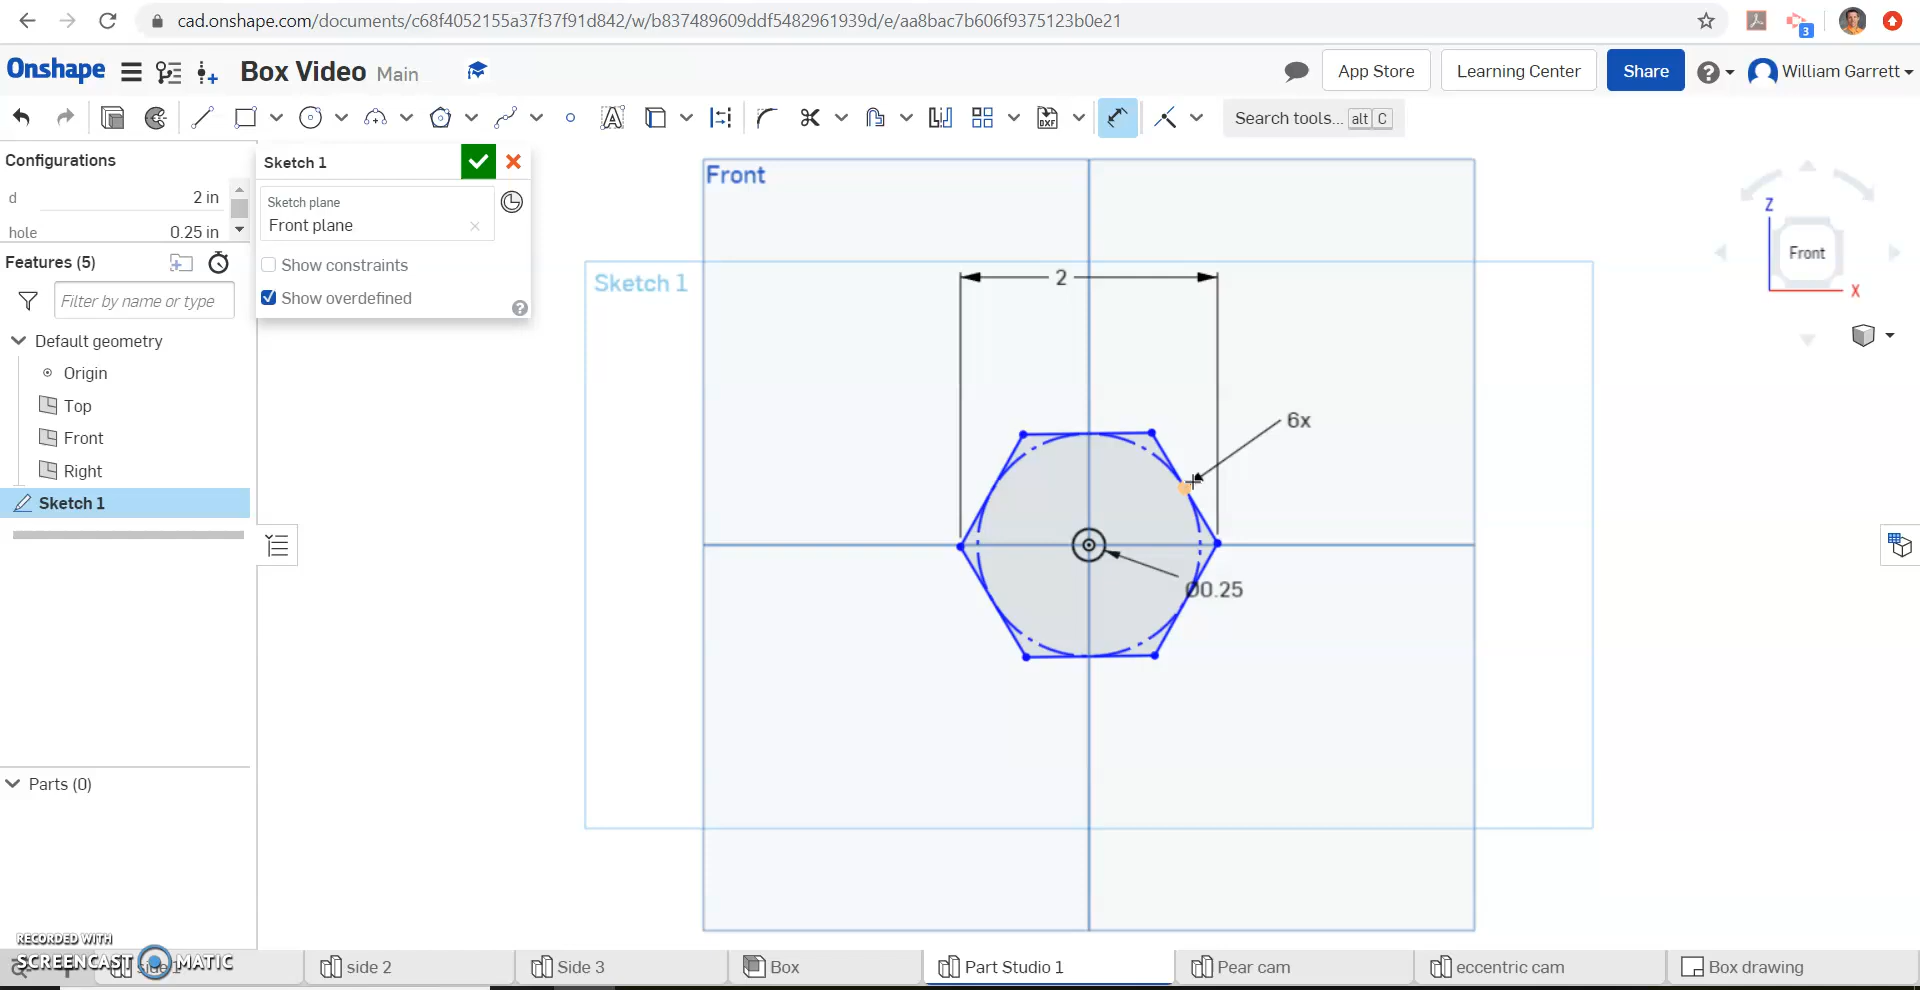 cad.onshape.com/documents/c68f4052155a37f37f91d842/w/b837489609ddf5482961939d/e/aa8bac7b606f9375123b0e21
3
Onshape
Box Video Main
App Store
Learning Center
Share
William Garrett
Search tools... alt C
Configurations
d 2 in
hole 0.25 in
Features (5)
Filter by name or type
Default geometry
Origin
Top
Front
Right
Sketch 1
Parts (0)
Sketch 1
Sketch plane
Front plane
Show constraints
Show overdefined
Front
Sketch 1
2
6x
Ø0.25
Z
Front
X
RECORDED WITH
SCREENCAST MATIC
side 2
Side 3
Box
Part Studio 1
Pear cam
eccentric cam
Box drawing